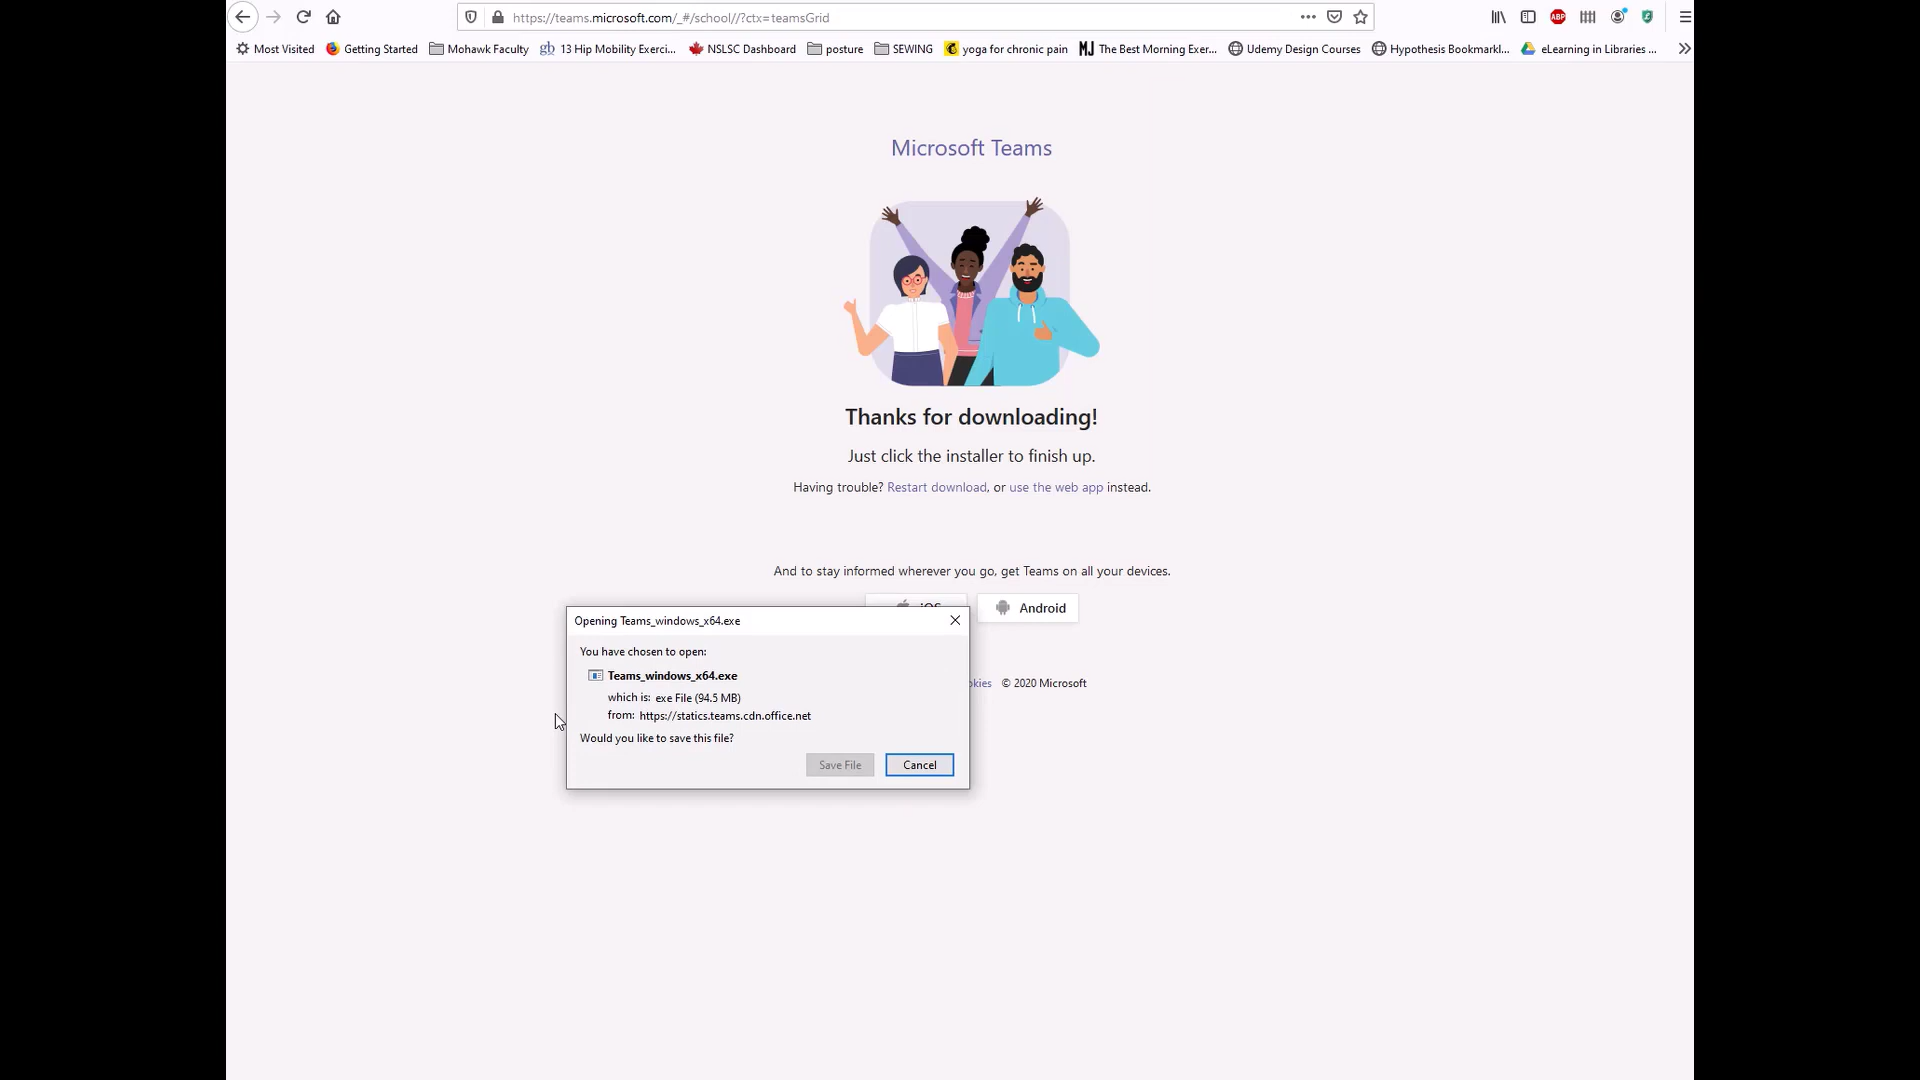 https://teams.microsoft.com/_#/school//?ctx=teamsGrid
ABP
Most Visited Getting Started Mohawk Faculty gb 13 Hip Mobility Exerci... NSLSC Dashboard posture SEWING yoga for chronic pain MJ The Best Morning Exer... Udemy Design Courses Hypothesis Bookmarkl... eLearning in Libraries ...
Microsoft Teams
Thanks for downloading!
Just click the installer to finish up.
Having trouble? Restart download, or use the web app instead.
And to stay informed wherever you go, get Teams on all your devices.
iOS Android
Opening Teams_windows_x64.exe
You have chosen to open:
Teams_windows_x64.exe
which is: exe File (94.5 MB)
okies © 2020 Microsoft
from: https://statics.teams.cdn.office.net
Would you like to save this file?
Save File Cancel